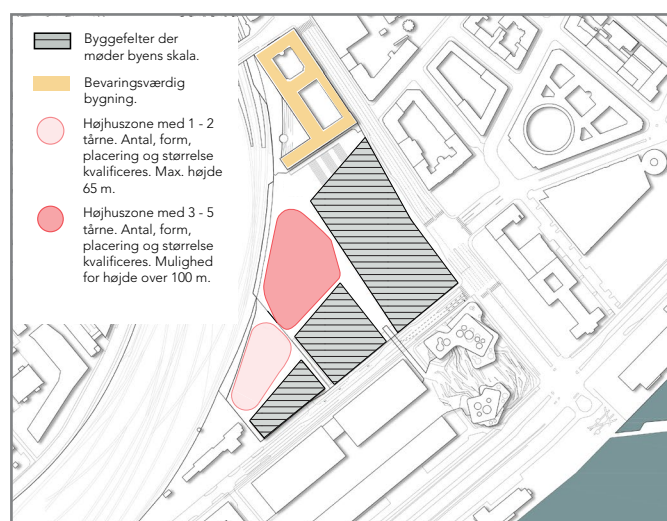 Byggefelter der
møder byens skala.
Bevaringsværdig
bygning.
Højhuszone med 1 - 2
tårne. Antal, form,
placering og størrelse
kvalificeres. Max. højde
65 m.
Højhuszone med 3 - 5
tårne. Antal, form,
placering og størrelse
kvalificeres. Mulighed
for højde over 100 m.